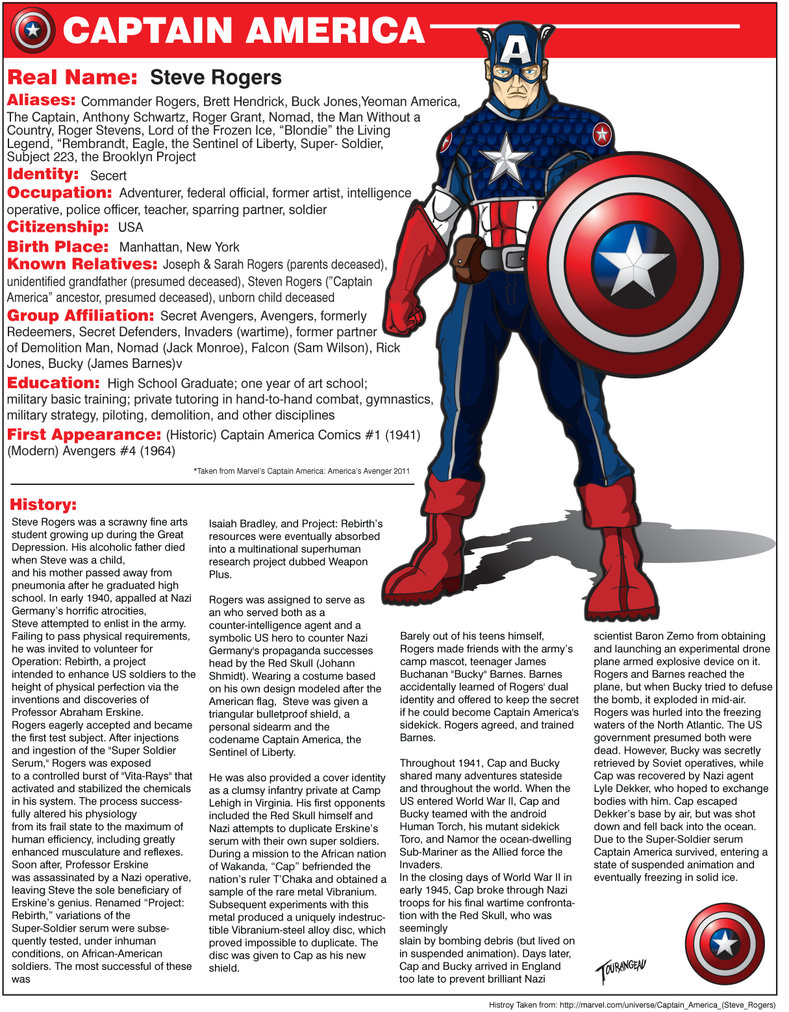 CAPTAIN AMERICA
Real Name: Steve Rogers
Aliases: Commander Rogers, Brett Hendrick, Buck Jones,Yeoman America,
The Captain, Anthony Schwartz, Roger Grant, Nomad, the Man Without a
Country, Roger Stevens, Lord of the Frozen Ice, “Blondie” the Living
Legend, “Rembrandt, Eagle, the Sentinel of Liberty, Super- Soldier,
Subject 223, the Brooklyn Project
Identity: Secert
Occupation: Adventurer, federal official, former artist, intelligence
operative, police officer, teacher, sparring partner, soldier
Citizenship: USA
Birth Place: Manhattan, New York
Known Relatives: Joseph & Sarah Rogers (parents deceased),
unidentified grandfather (presumed deceased), Steven Rogers (”Captain
America” ancestor, presumed deceased), unborn child deceased
Group Affiliation: Secret Avengers, Avengers, formerly
Redeemers, Secret Defenders, Invaders (wartime), former partner
of Demolition Man, Nomad (Jack Monroe), Falcon (Sam Wilson), Rick
Jones, Bucky (James Barnes)v
Education: High School Graduate; one year of art school;
military basic training; private tutoring in hand-to-hand combat, gymnastics,
military strategy, piloting, demolition, and other disciplines
First Appearance: (Historic) Captain America Comics #1 (1941)
(Modern) Avengers #4 (1964)
*Taken from Marvel’s Captain America: America’s Avenger 2011
A
History:
Steve Rogers was a scrawny fine arts
student growing up during the Great
Depression. His alcoholic father died
when Steve was a child,
and his mother passed away from
pneumonia after he graduated high
school. In early 1940, appalled at Nazi
Germany’s horrific atrocities,
Steve attempted to enlist in the army.
Failing to pass physical requirements,
he was invited to volunteer for
Operation: Rebirth, a project
intended to enhance US soldiers to the
height of physical perfection via the
inventions and discoveries of
Professor Abraham Erskine.
Rogers eagerly accepted and became
the first test subject. After injections
and ingestion of the "Super Soldier
Serum," Rogers was exposed
to a controlled burst of "Vita-Rays" that
activated and stabilized the chemicals
in his system. The process success-
fully altered his physiology
from its frail state to the maximum of
human efficiency, including greatly
enhanced musculature and reflexes.
Soon after, Professor Erskine
was assassinated by a Nazi operative,
leaving Steve the sole beneficiary of
Erskine’s genius. Renamed “Project:
Rebirth,” variations of the
Super-Soldier serum were subse-
quently tested, under inhuman
conditions, on African-American
soldiers. The most successful of these
was
Isaiah Bradley, and Project: Rebirth’s
resources were eventually absorbed
into a multinational superhuman
research project dubbed Weapon
Plus.
Rogers was assigned to serve as
an who served both as a
counter-intelligence agent and a
symbolic US hero to counter Nazi
Germany's propaganda successes
head by the Red Skull (Johann
Shmidt). Wearing a costume based
on his own design modeled after the
American flag, Steve was given a
triangular bulletproof shield, a
personal sidearm and the
codename Captain America, the
Sentinel of Liberty.
He was also provided a cover identity
as a clumsy infantry private at Camp
Lehigh in Virginia. His first opponents
included the Red Skull himself and
Nazi attempts to duplicate Erskine’s
serum with their own super soldiers.
During a mission to the African nation
of Wakanda, “Cap” befriended the
nation's ruler T’Chaka and obtained a
sample of the rare metal Vibranium.
Subsequent experiments with this
metal produced a uniquely indestruc-
tible Vibranium-steel alloy disc, which
proved impossible to duplicate. The
disc was given to Cap as his new
shield.
Barely out of his teens himself,
Rogers made friends with the army’s
camp mascot, teenager James
Buchanan "Bucky" Barnes. Barnes
accidentally learned of Rogers' dual
identity and offered to keep the secret
if he could become Captain America's
sidekick. Rogers agreed, and trained
Barnes.
Throughout 1941, Cap and Bucky
shared many adventures stateside
and throughout the world. When the
US entered World War II, Cap and
Bucky teamed with the android
Human Torch, his mutant sidekick
Toro, and Namor the ocean-dwelling
Sub-Mariner as the Allied force the
Invaders.
In the closing days of World War II in
early 1945, Cap broke through Nazi
troops for his final wartime confronta-
tion with the Red Skull, who was
seemingly
slain by bombing debris (but lived on
in suspended animation). Days later,
Cap and Bucky arrived in England
too late to prevent brilliant Nazi
scientist Baron Zemo from obtaining
and launching an experimental drone
plane armed explosive device on it.
Rogers and Barnes reached the
plane, but when Bucky tried to defuse
the bomb, it exploded in mid-air.
Rogers was hurled into the freezing
waters of the North Atlantic. The US
government presumed both were
dead. However, Bucky was secretly
retrieved by Soviet operatives, while
Cap was recovered by Nazi agent
Lyle Dekker, who hoped to exchange
bodies with him. Cap escaped
Dekker’s base by air, but was shot
down and fell back into the ocean.
Due to the Super-Soldier serum
Captain America survived, entering a
state of suspended animation and
eventually freezing in solid ice.
TOURANGEAU
Histroy Taken from: http://marvel.com/universe/Captain_America_(Steve_Rogers)